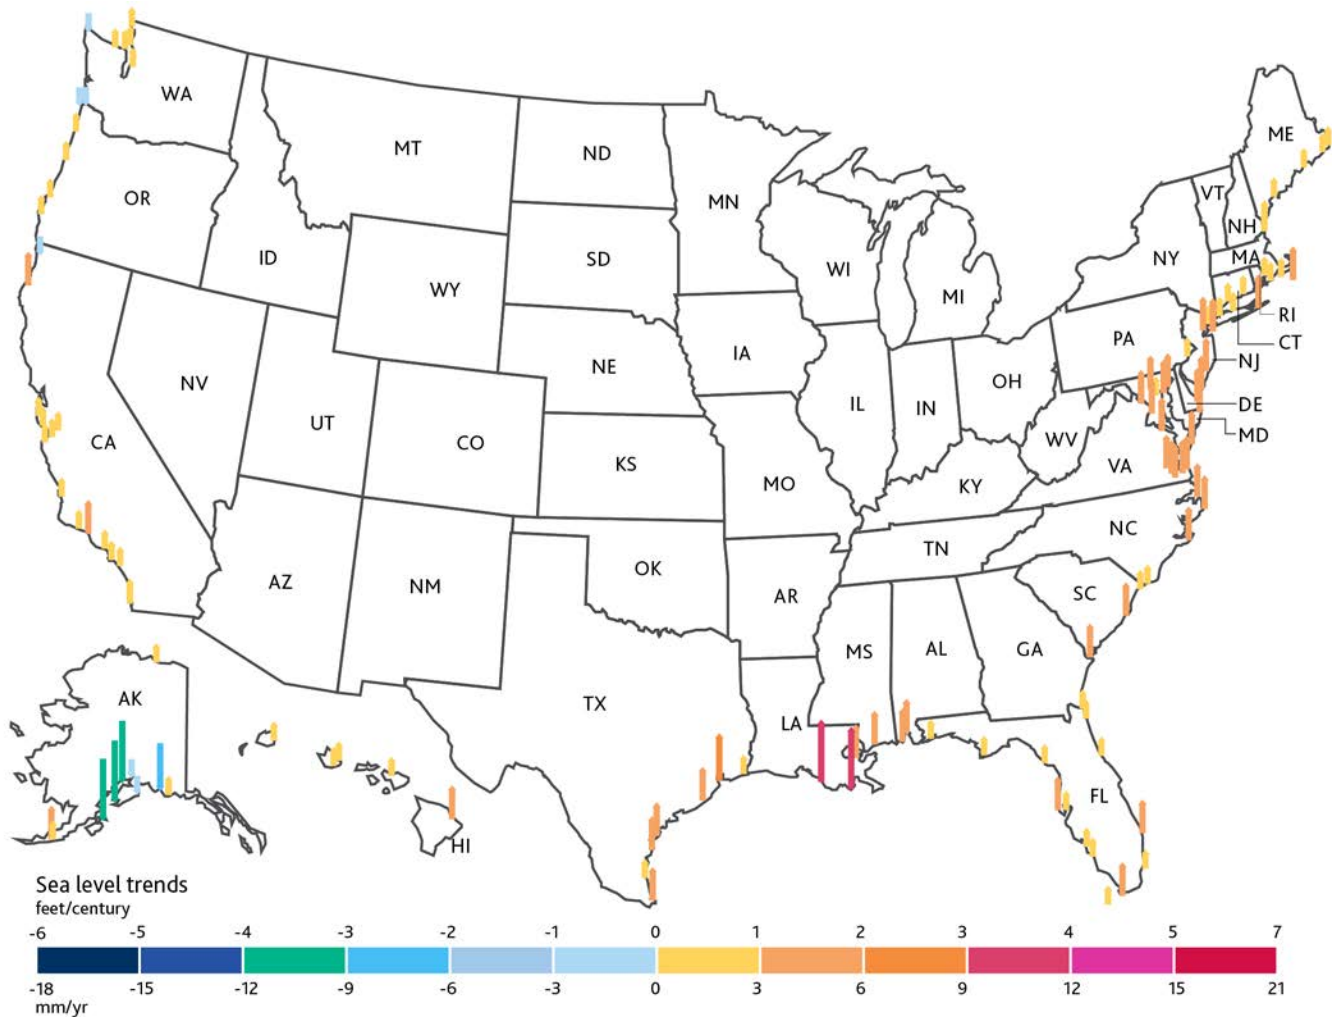 WA
MT
ND
ME
MN
VT
OR
NH
ID
SD
WI
NY
MA
WY
MI
RI
PA
CT
IA
NJ
NE
NV
OH
IL
IN
DE
UT
CA
CO
WV
MD
KS
VA
MO
KY
NC
TN
OK
AZ
NM
AR
SC
MS
AL
GA
AK
TX
LA
FL
HI
Sea level trends
feet/century
-6 -5 -4 -3 -2 -1 0 1 2 3 4 5 7
-18 -15 -12 -9 -6 -3 0 3 6 9 12 15 21
mm/yr